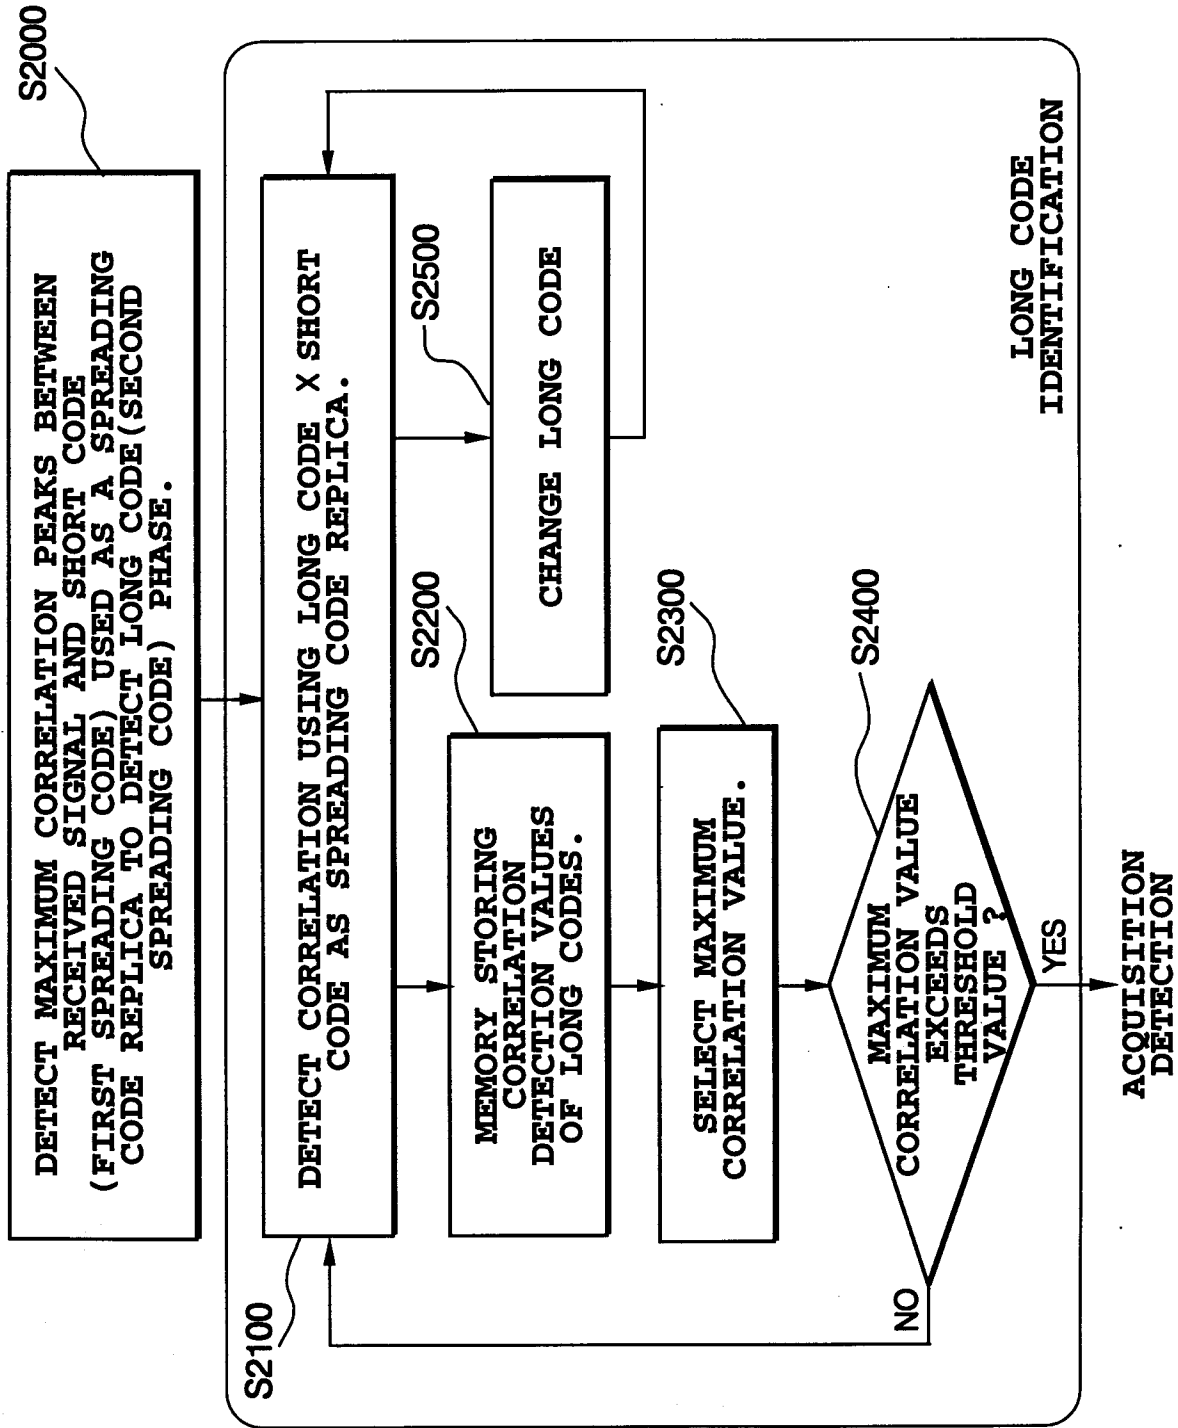 S2000
DETECT MAXIMUM CORRELATION PEAKS BETWEEN
RECEIVED SIGNAL AND SHORT CODE
(FIRST SPREADING CODE) USED AS A SPREADING
CODE REPLICA TO DETECT LONG CODE(SECOND
SPREADING CODE) PHASE.
S2100
DETECT CORRELATION USING LONG CODE X SHORT
CODE AS SPREADING CODE REPLICA.
S2200
MEMORY STORING
CORRELATION
DETECTION VALUES
OF LONG CODES.
S2500
CHANGE LONG CODE
S2300
SELECT MAXIMUM
CORRELATION VALUE.
S2400
MAXIMUM
CORRELATION VALUE
EXCEEDS
THRESHOLD
VALUE ?
NO
YES
LONG CODE
IDENTIFICATION
ACQUISITION
DETECTION